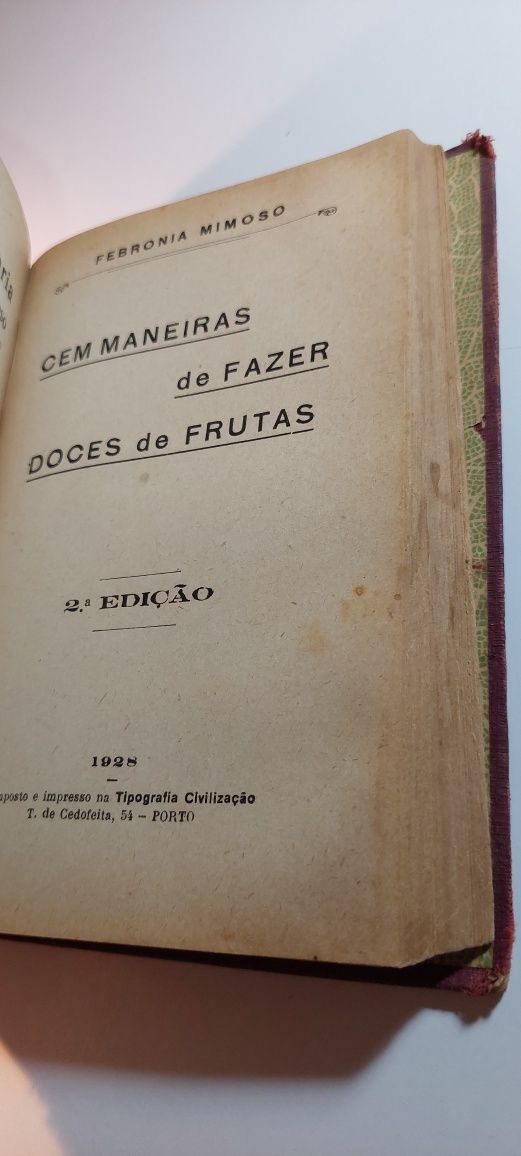 FEBRONIA MIMOSO
CEM MANEIRAS
de FAZER
DOCES de FRUTAS
2.ª EDIÇÃO
1928
e impresso na Tipografia Civilização
T. de Cedofeita, 54 — PORTO